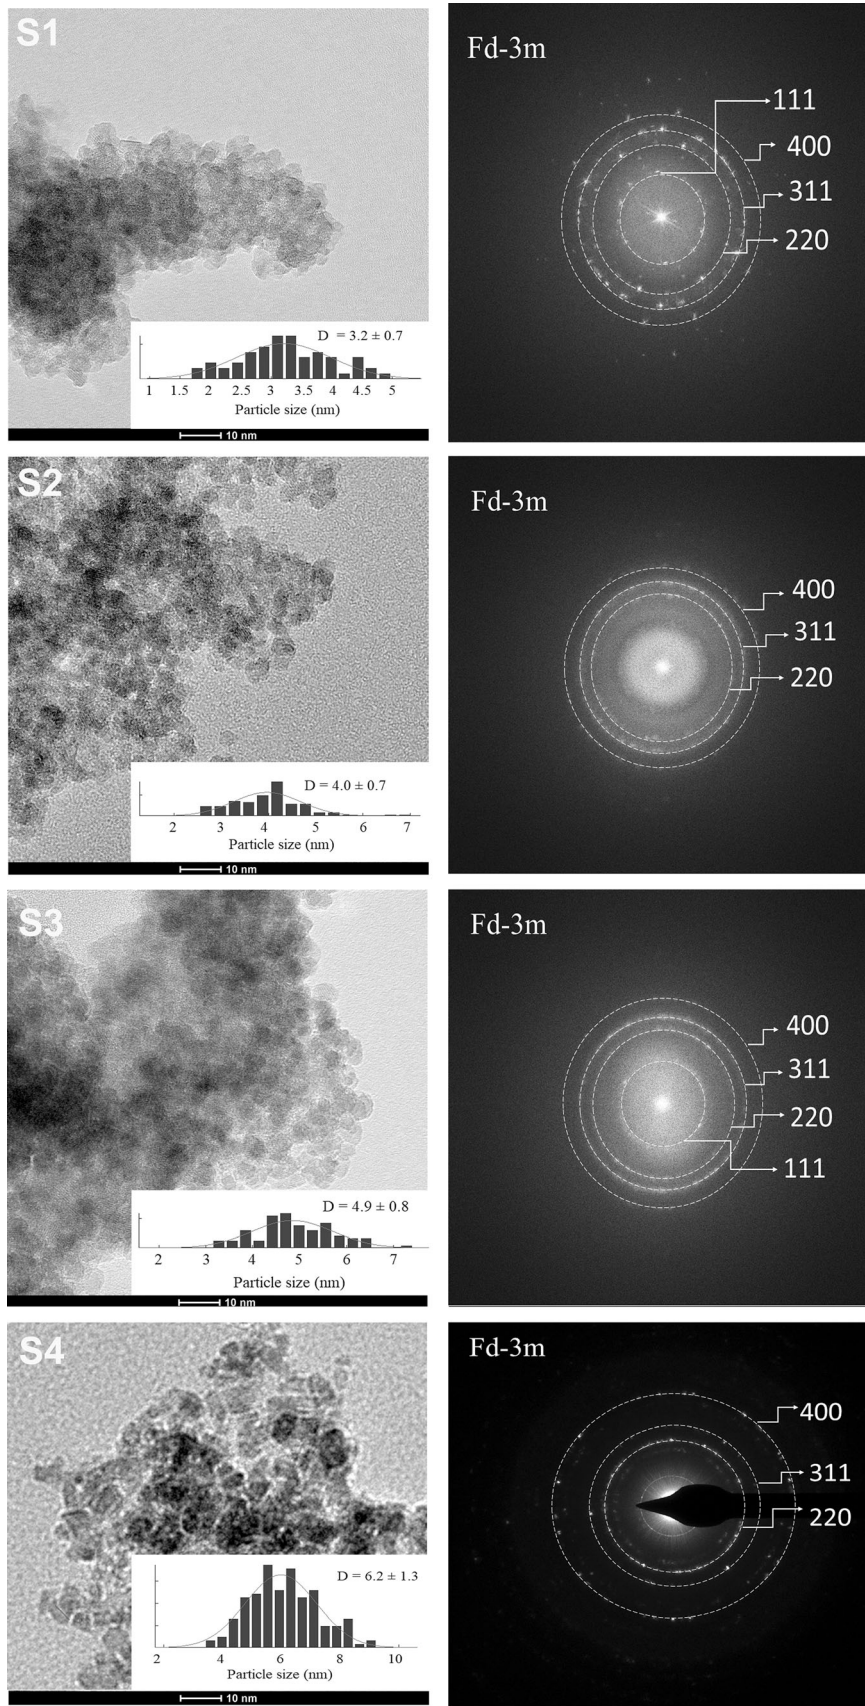 S1
D = 3.2 ± 0.7
1 1.5 2 2.5 3 3.5 4 4.5 5
Particle size (nm)
10 nm
Fd-3m
111
400
311
220
S2
D = 4.0 ± 0.7
2 3 4 5 6 7
Particle size (nm)
10 nm
Fd-3m
400
311
220
S3
D = 4.9 ± 0.8
2 3 4 5 6 7
Particle size (nm)
10 nm
Fd-3m
400
311
220
111
S4
D = 6.2 ± 1.3
2 4 6 8 10
Particle size (nm)
10 nm
Fd-3m
400
311
220